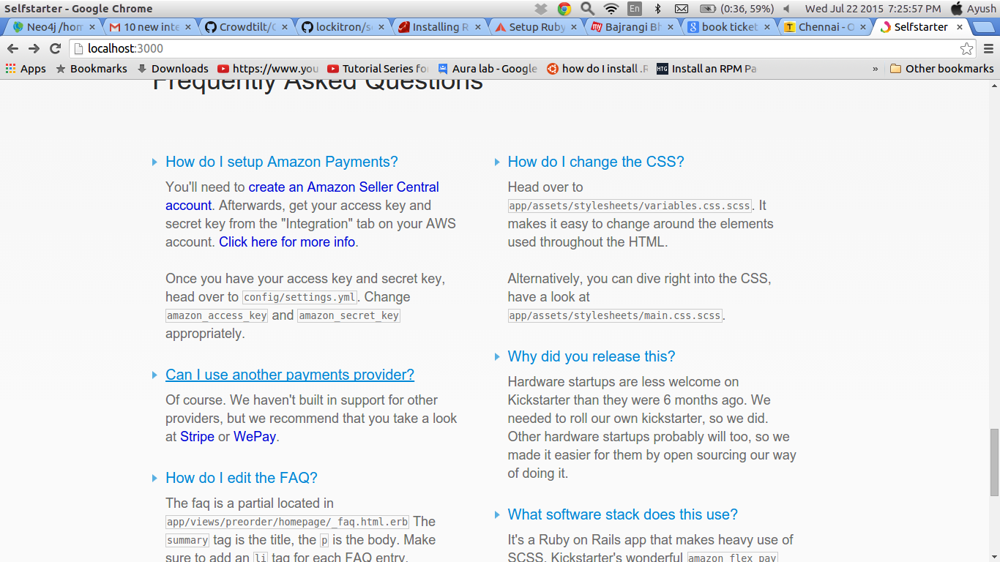 Selfstarter - Google Chrome
En
(0:36, 59%)
Wed Jul 22 2015 7:25:57 PM
Ayush
Neo4j /hom
10 new inte
Crowdtilt/C
lockitron/se
Installing R
Setup Ruby
Bajrangi Bh
book ticket
Chennai - O
Selfstarter
localhost:3000
Apps
Bookmarks
Downloads
https://www.you
Tutorial Series fo
Aura lab - Google
how do I install .R
HTG Install an RPM Pa
»
Other bookmarks
Frequently Asked Questions
How do I setup Amazon Payments?
You'll need to create an Amazon Seller Central
account. Afterwards, get your access key and
secret key from the "Integration" tab on your AWS
account. Click here for more info.
Once you have your access key and secret key,
head over to config/settings.yml. Change
amazon_access_key and amazon_secret_key
appropriately.
Can I use another payments provider?
Of course. We haven't built in support for other
providers, but we recommend that you take a look
at Stripe or WePay.
How do I edit the FAQ?
The faq is a partial located in
app/views/preorder/homepage/_faq.html.erb The
summary tag is the title, the p is the body. Make
sure to add an li tag for each FAQ entry.
How do I change the CSS?
Head over to
app/assets/stylesheets/variables.css.scss. It
makes it easy to change around the elements
used throughout the HTML.
Alternatively, you can dive right into the CSS,
have a look at
app/assets/stylesheets/main.css.scss.
Why did you release this?
Hardware startups are less welcome on
Kickstarter than they were 6 months ago. We
needed to roll our own kickstarter, so we did.
Other hardware startups probably will too, so we
made it easier for them by open sourcing our way
of doing it.
What software stack does this use?
It's a Ruby on Rails app that makes heavy use of
SCSS, Kickstarter's wonderful amazon_flex_pay